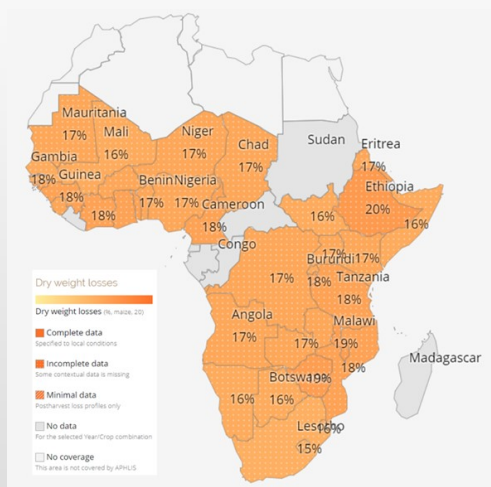 Mauritania
17%
Mali
16%
Niger
17%
Chad
17%
Sudan
Eritrea
17%
Gambia
18%
Guinea
18%
18%
Benin
17%
Nigeria
17%
Cameroon
18%
Ethiopia
20%
16%
16%
Congo
17%
17%
Burundi
17%
18%
Tanzania
18%
Angola
17%
Malawi
17%
19%
18%
Madagascar
Botswana
19%
16%
16%
Lesotho
16%
15%
Dry weight losses
Dry weight losses (%, maize, 20)
Complete data
Specified to local conditions
Incomplete data
Some contextual data is missing
Minimal data
Postharvest loss profiles only
No data
For the selected Year/Crop combination
No coverage
This area is not covered by APHLIS